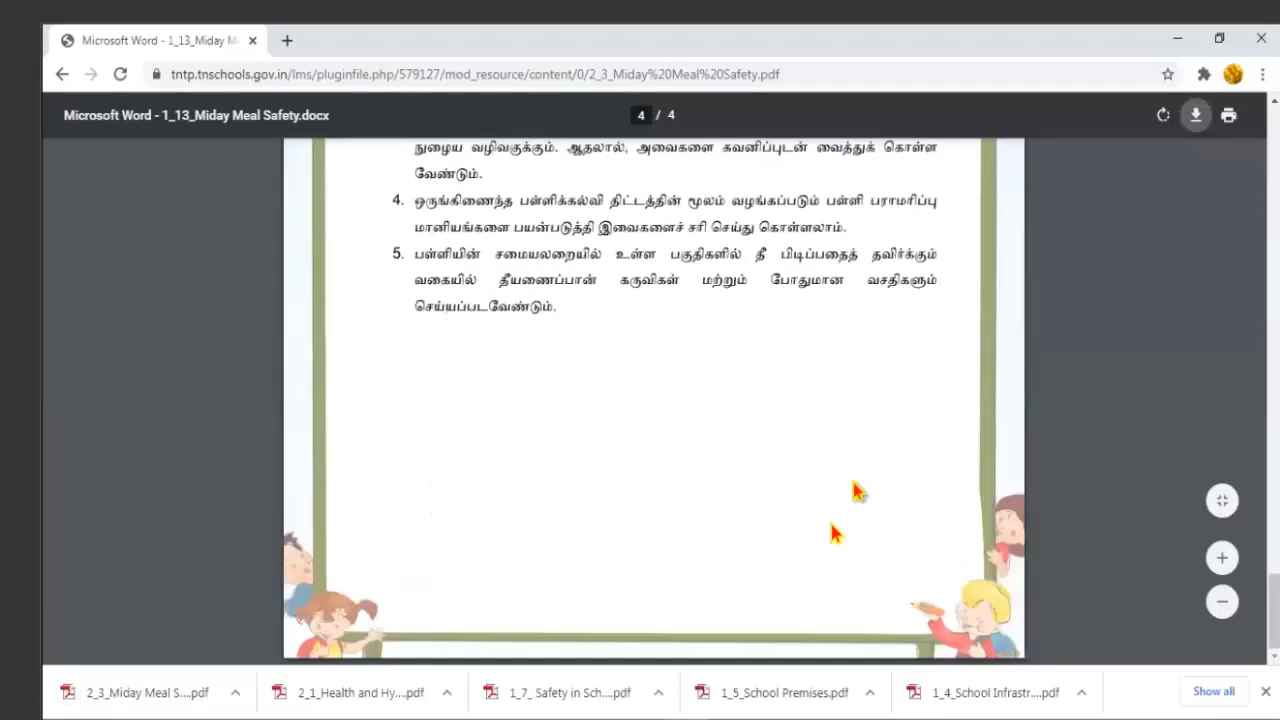 Microsoft Word - 1_13_Miday M
tntp.tnschools.gov.in/lms/pluginfile.php/579127/mod_resource/content/0/2_3_Miday%20Meal%20Safety.pdf
Microsoft Word - 1_13_Miday Meal Safety.docx
4 / 4
நுழைய வழிவகுக்கும். ஆதலால், அவைகளை கவனிப்புடன் வைத்துக் கொள்ள
வேண்டும்.
4. ஒருங்கிணைந்த பள்ளிக்கல்வி திட்டத்தின் மூலம் வழங்கப்படும் பள்ளி பராமரிப்பு
மானியங்களை பயன்படுத்தி இவைகளைச் சரி செய்து கொள்ளலாம்.
5. பள்ளியின் சமையலறையில் உள்ள பகுதிகளில் தீ பிடிப்பதைத் தவிர்க்கும்
வகையில் தீயணைப்பான் கருவிகள் மற்றும் போதுமான வசதிகளும்
செய்யப்படவேண்டும்.
2_3_Miday Meal S....pdf
2_1_Health and Hy....pdf
1_7_ Safety in Sch....pdf
1_5_School Premises.pdf
1_4_School Infrastr....pdf
Show all